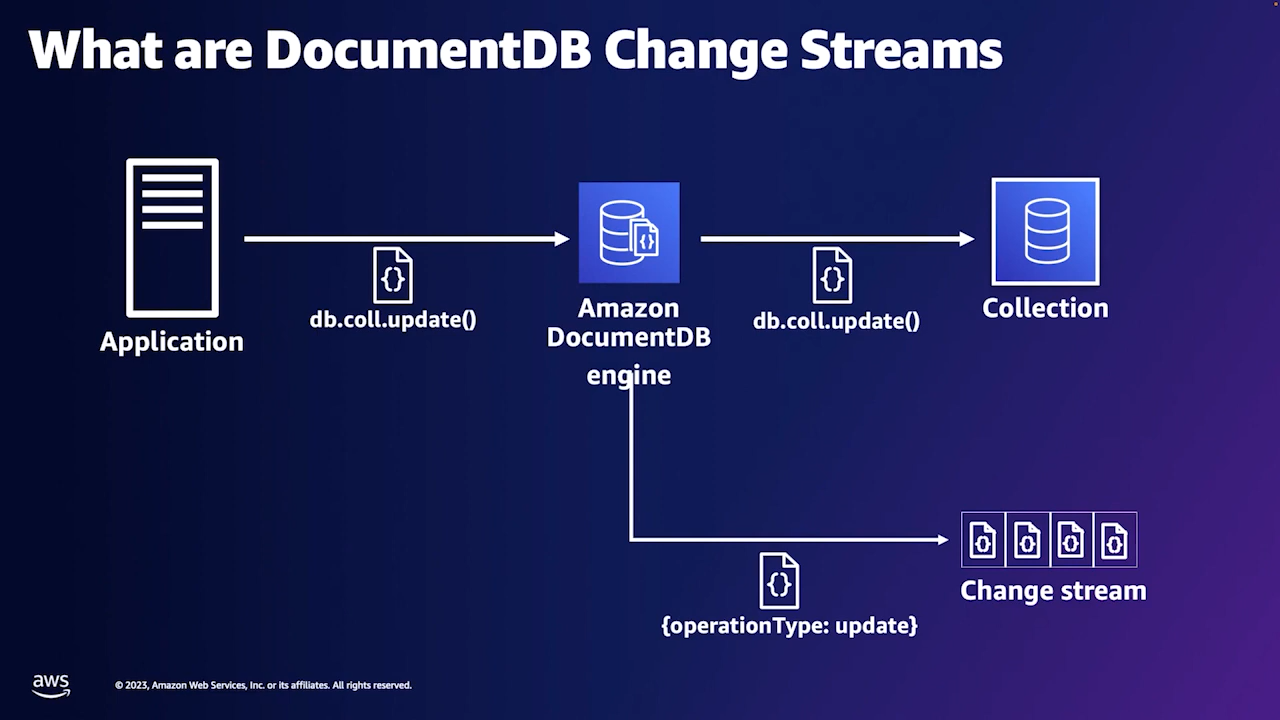 What are DocumentDB Change Streams
Application
{}
db.coll.update()
{}
Amazon
DocumentDB
engine
{}
db.coll.update()
Collection
{}
{operationType: update}
{} {} {} {}
Change stream
aws
© 2023, Amazon Web Services, Inc. or its affiliates. All rights reserved.